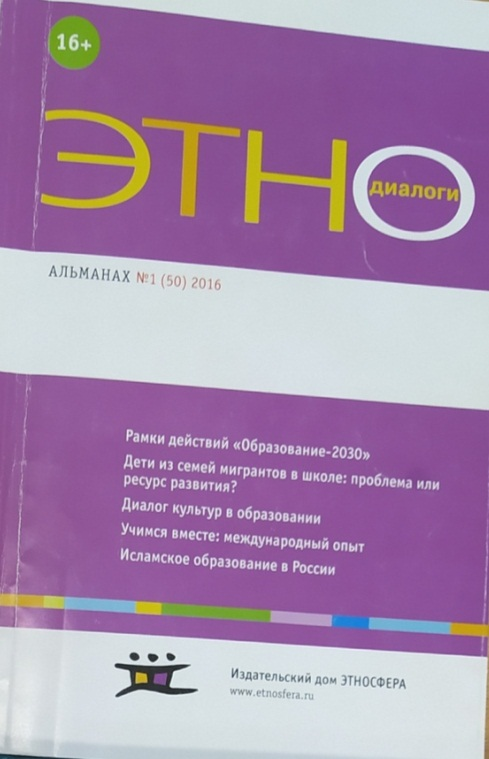 16+
ЭТНО
диалоги
АЛЬМАНАХ №1 (50) 2016
Рамки действий «Образование-2030»
Дети из семей мигрантов в школе: проблема или
ресурс развития?
Диалог культур в образовании
Учимся вместе: международный опыт
Исламское образование в России
Издательский дом ЭТНОСФЕРА
www.etnosfera.ru